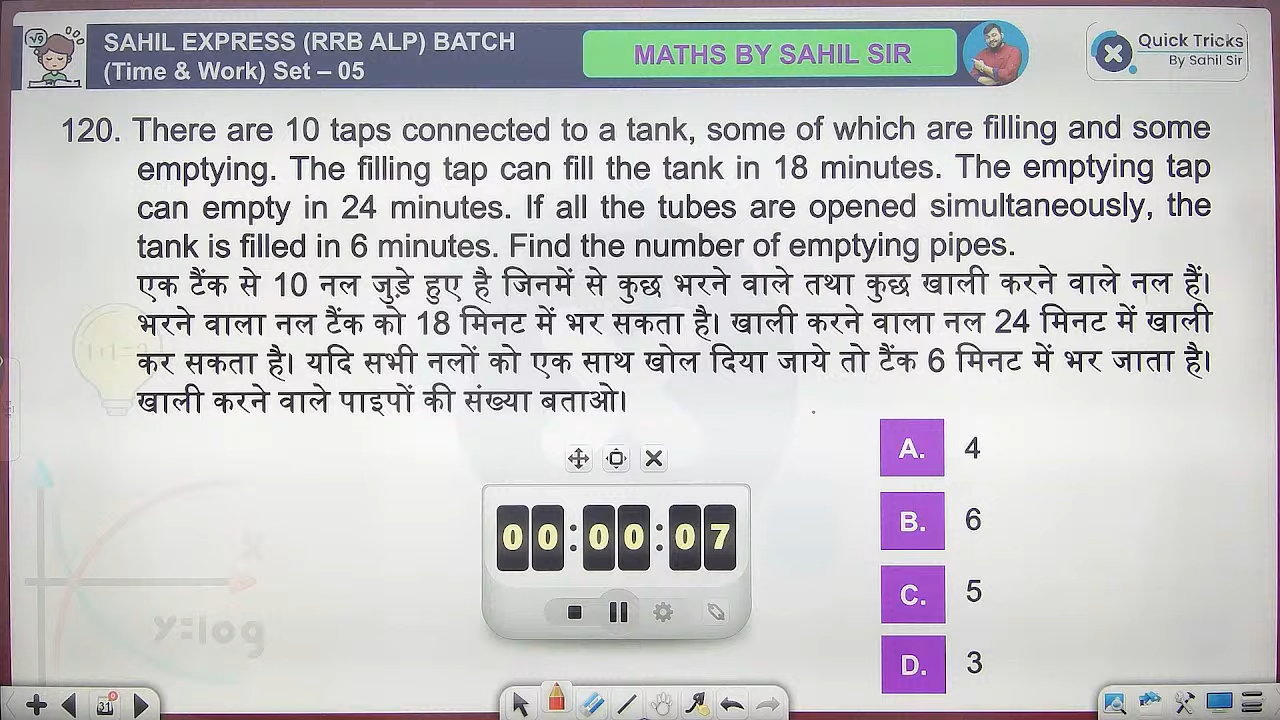 SAHIL EXPRESS (RRB ALP) BATCH
(Time & Work) Set – 05
MATHS BY SAHIL SIR
Quick Tricks
By Sahil Sir
√9
120. There are 10 taps connected to a tank, some of which are filling and some
emptying. The filling tap can fill the tank in 18 minutes. The emptying tap
can empty in 24 minutes. If all the tubes are opened simultaneously, the
tank is filled in 6 minutes. Find the number of emptying pipes.
एक टैंक से 10 नल जुड़े हुए है जिनमें से कुछ भरने वाले तथा कुछ खाली करने वाले नल हैं।
भरने वाला नल टैंक को 18 मिनट में भर सकता है। खाली करने वाला नल 24 मिनट में खाली
कर सकता है। यदि सभी नलों को एक साथ खोल दिया जाये तो टैंक 6 मिनट में भर जाता है।
खाली करने वाले पाइपों की संख्या बताओ।
A. 4
B. 6
C. 5
D. 3
00:00:07
x
y=log
31